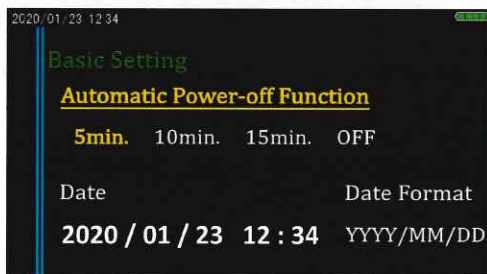 2020/01/23 12 34
Basic Setting
Automatic Power-off Function
5min. 10min. 15min. OFF
Date Date Format
2020 / 01 / 23 12 : 34 YYYY/MM/DD